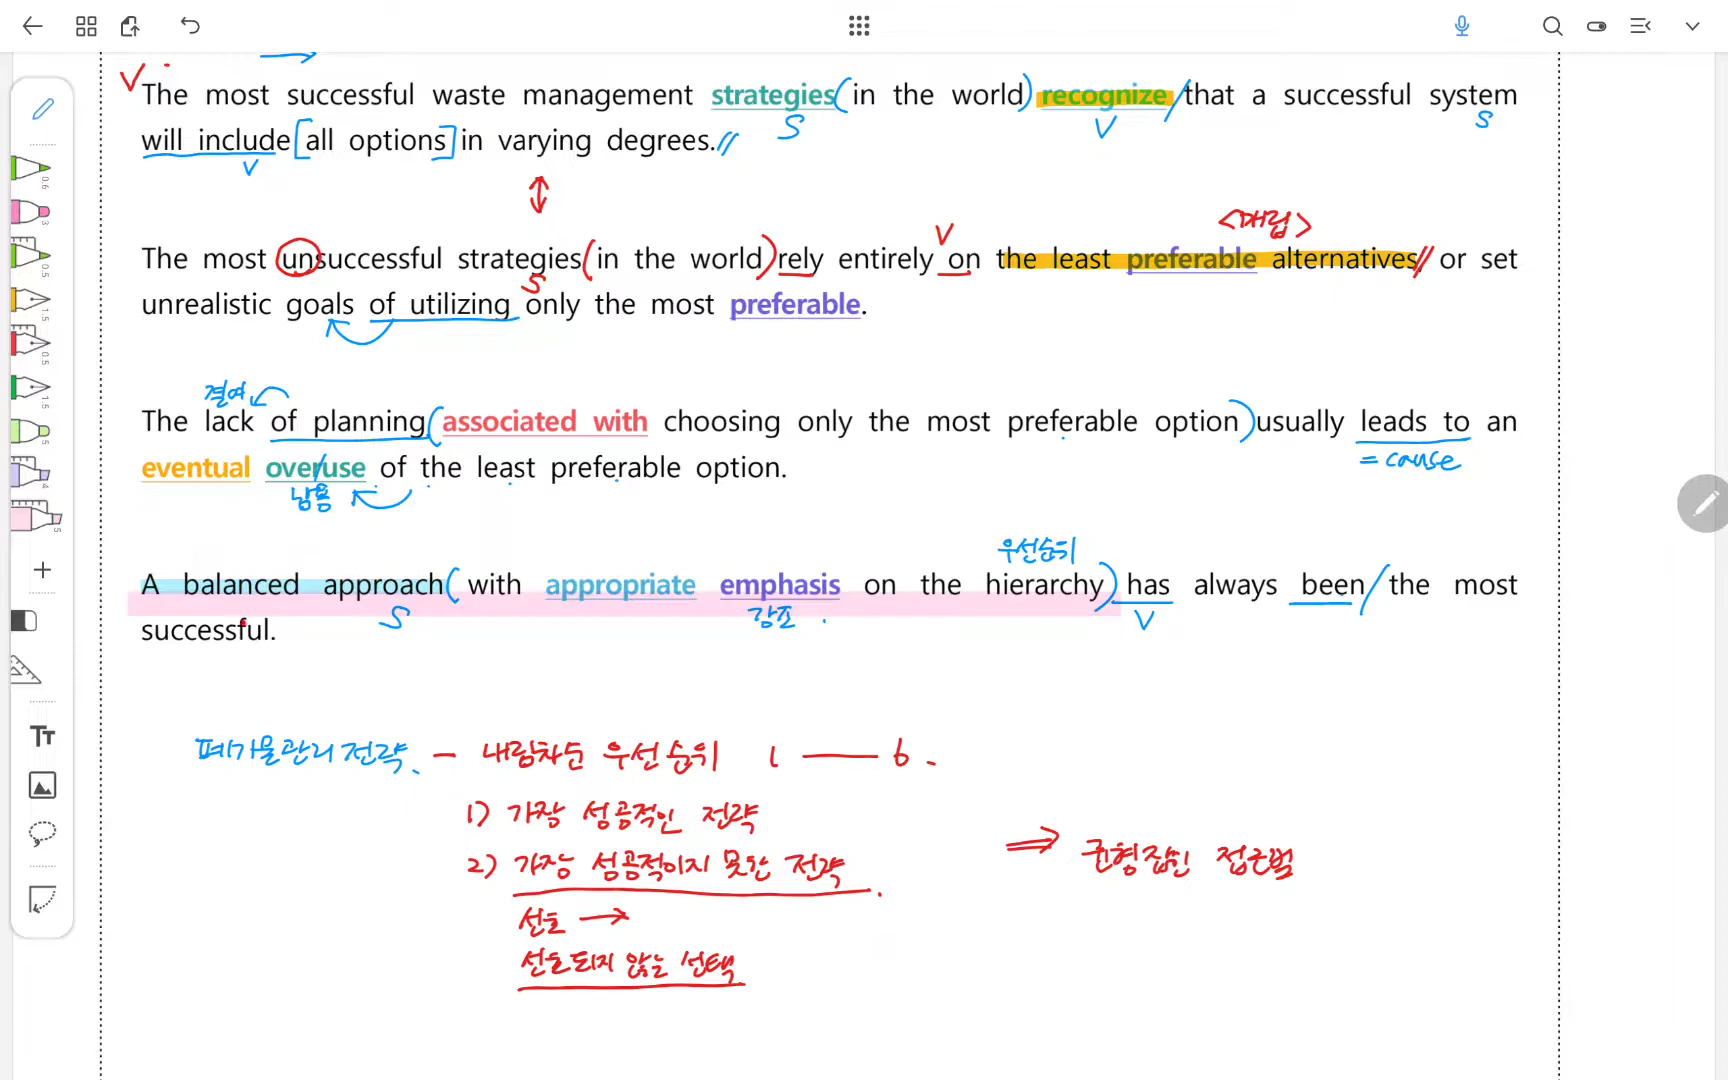 The most successful waste management strategies (in the world) recognize / that a successful system
S V S
will include [all options] in varying degrees. //
V
V <대립>
The most unsuccessful strategies (in the world) rely entirely on the least preferable alternatives, // or set
S
unrealistic goals of utilizing only the most preferable.
결여
The lack of planning (associated with choosing only the most preferable option) usually leads to an
= cause
eventual over/use of the least preferable option.
남용
우선순위
A balanced approach (with appropriate emphasis on the hierarchy) has always been / the most
S 강조 V
successful.
폐기물관리 전략. - 내림차순 우선순위 1 — 6.
1) 가장 성공적인 전략
2) 가장 성공적이지 못한 전략.
⇒ 균형잡힌 접근법
선호 →
선호되지 않는 선택